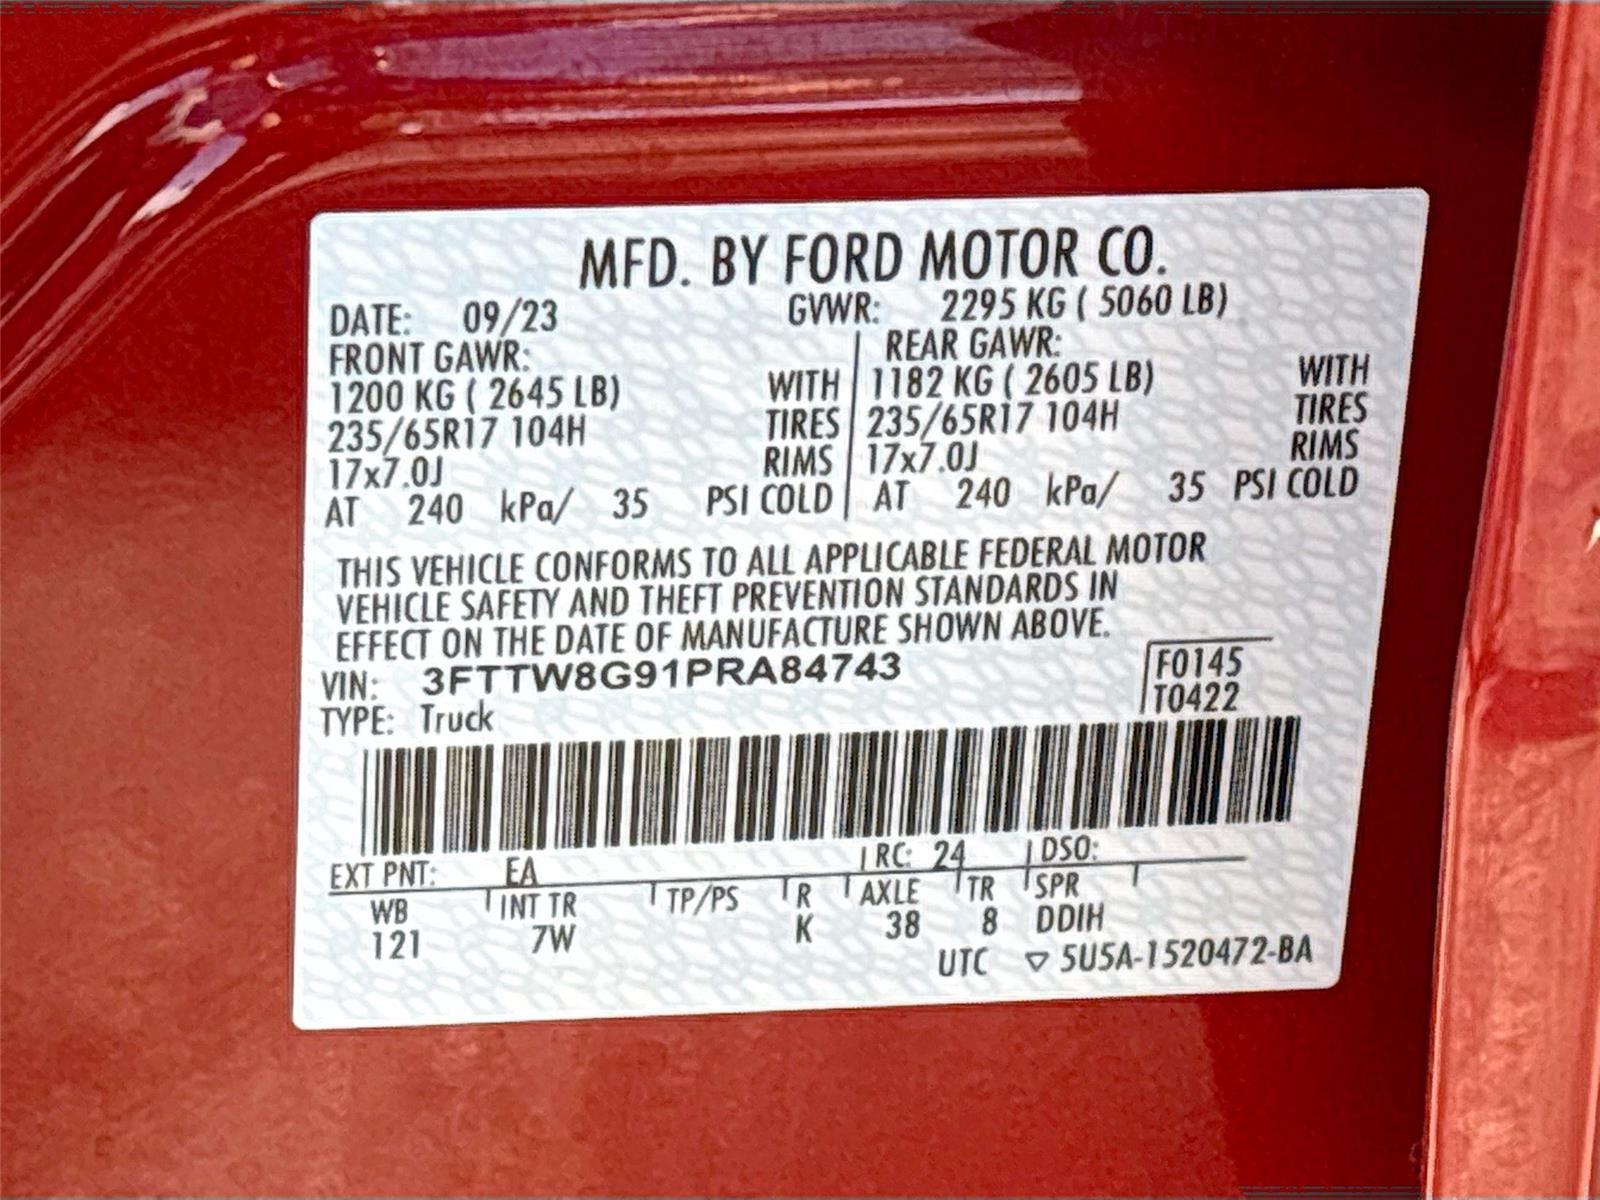 MFD. BY FORD MOTOR CO.
DATE: 09/23 GVWR: 2295 KG ( 5060 LB)
FRONT GAWR: REAR GAWR:
1200 KG ( 2645 LB) WITH 1182 KG ( 2605 LB) WITH
235/65R17 104H TIRES 235/65R17 104H TIRES
17x7.0J RIMS 17x7.0J RIMS
AT 240 kPa/ 35 PSI COLD AT 240 kPa/ 35 PSI COLD
THIS VEHICLE CONFORMS TO ALL APPLICABLE FEDERAL MOTOR
VEHICLE SAFETY AND THEFT PREVENTION STANDARDS IN
EFFECT ON THE DATE OF MANUFACTURE SHOWN ABOVE.
VIN: 3FTTW8G91PRA84743 F0145
TYPE: Truck T0422
EXT PNT: EA RC: 24 DSO:
WB INT TR TP/PS R AXLE TR SPR
121 7W K 38 8 DDIH
UTC ▽ 5U5A-1520472-BA